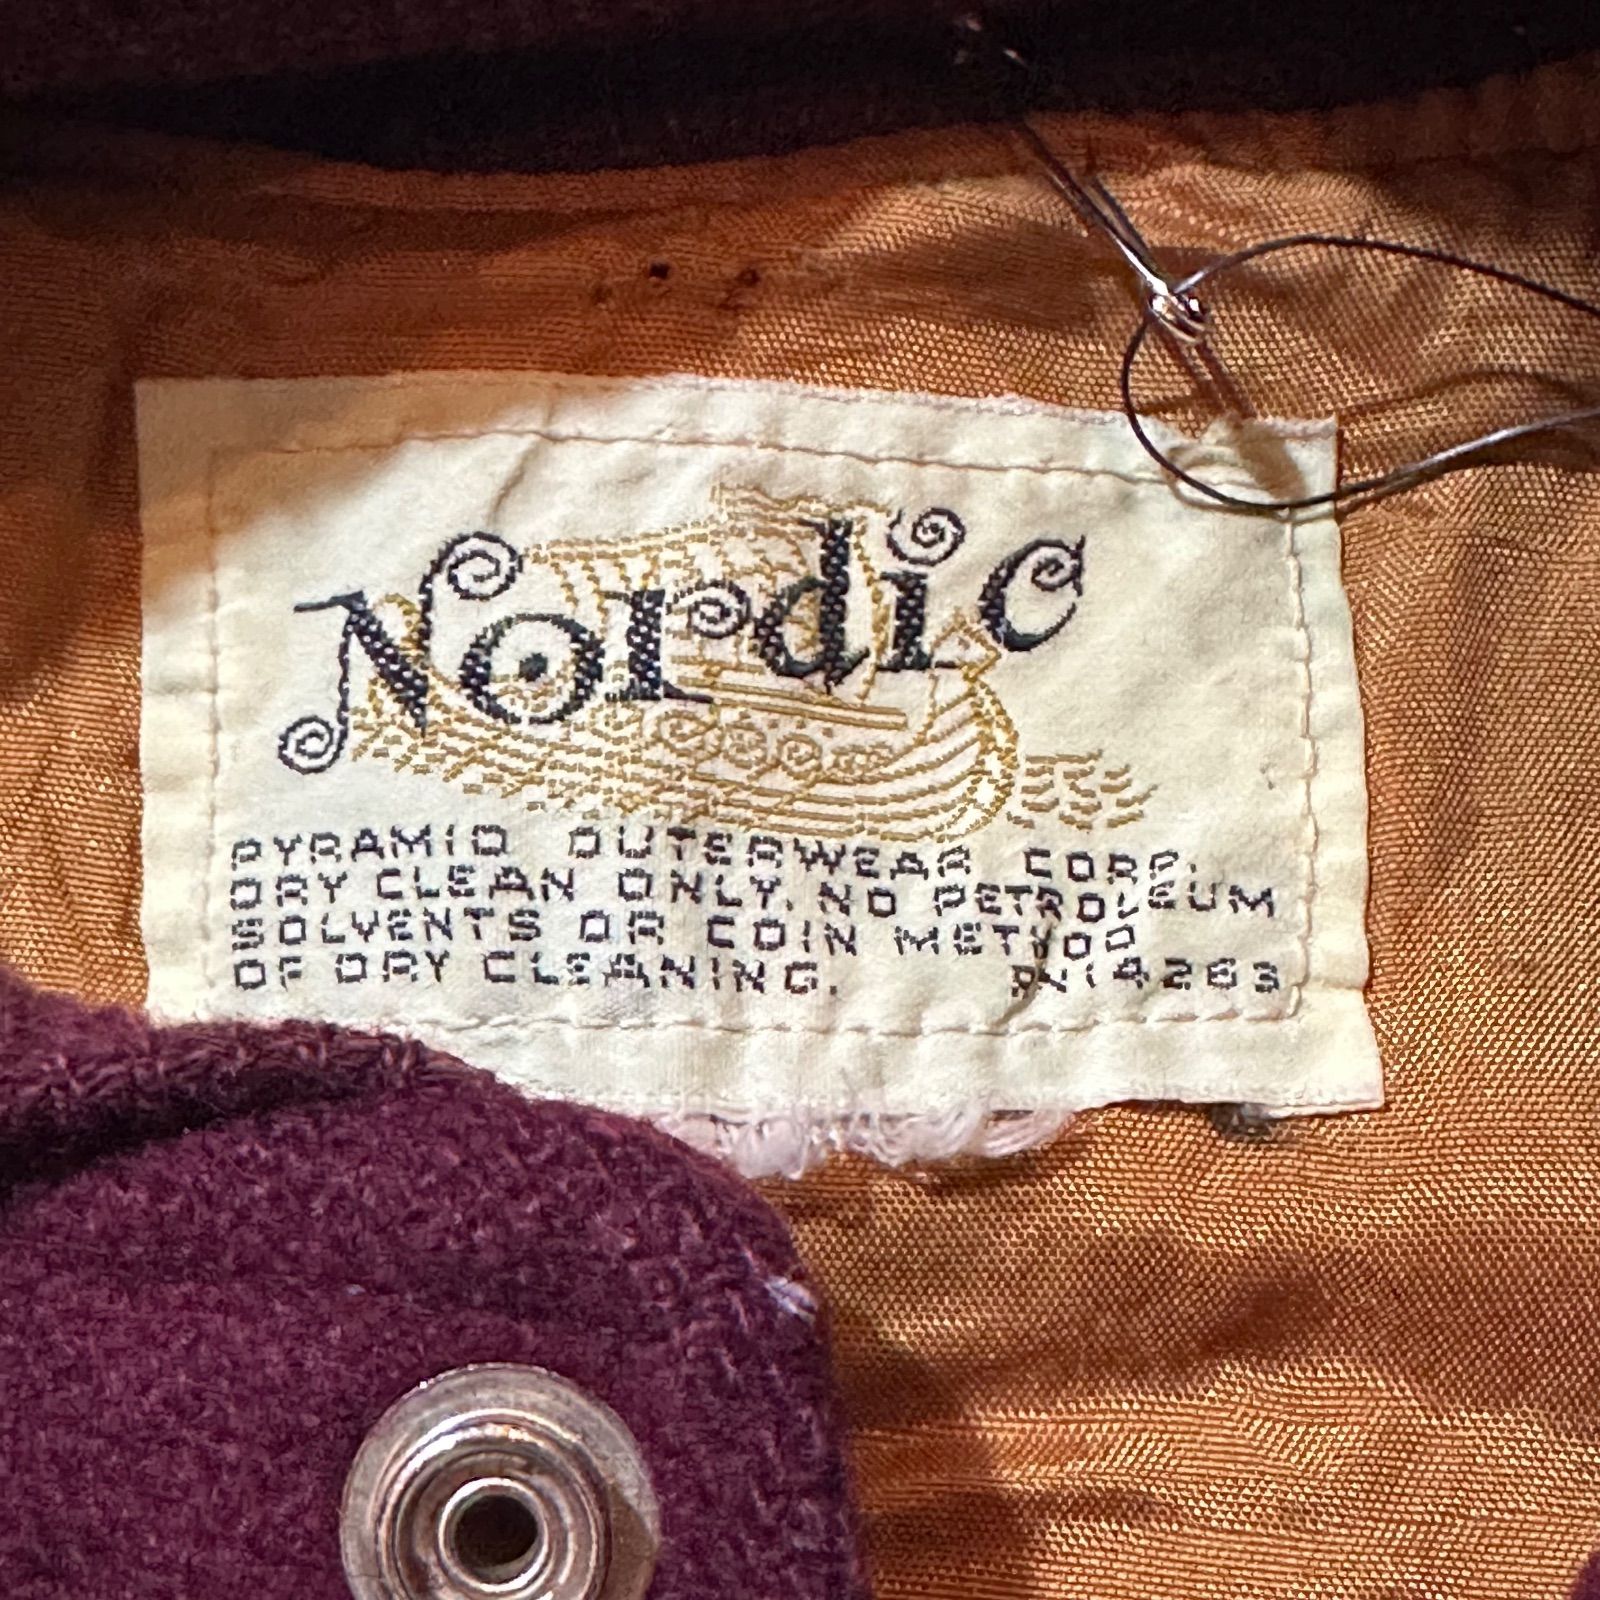 Nordic
PYRAMID OUTERWEAR CORP.
DRY CLEAN ONLY. NO PETROLEUM
SOLVENTS OR COIN METHOD
OF DRY CLEANING. RN14263